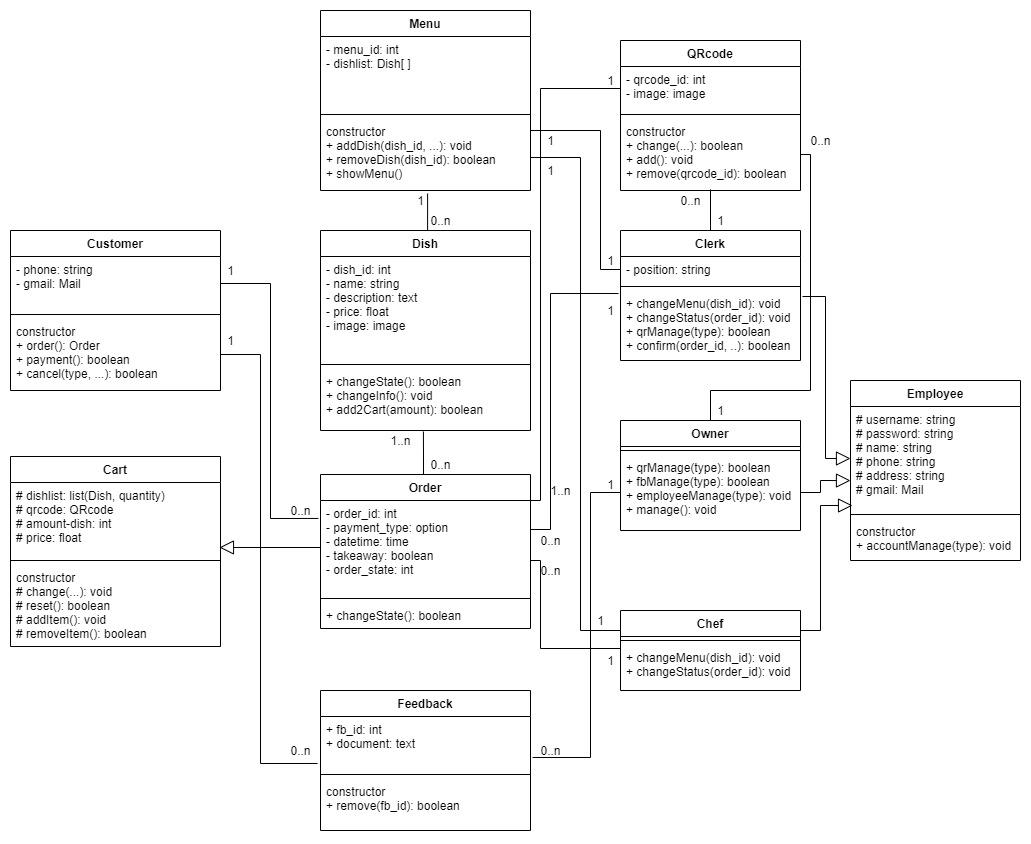 Menu
- menu_id: int
- dishlist: Dish[ ]
constructor
+ addDish(dish_id, ...): void
+ removeDish(dish_id): boolean
+ showMenu()
QRcode
- qrcode_id: int
- image: image
constructor
+ change(...): boolean
+ add(): void
+ remove(qrcode_id): boolean
1
1
1
0..n
1
0..n
0..n
1
Customer
- phone: string
- gmail: Mail
constructor
+ order(): Order
+ payment(): boolean
+ cancel(type, ...): boolean
1
1
Dish
- dish_id: int
- name: string
- description: text
- price: float
- image: image
+ changeState(): boolean
+ changeInfo(): void
+ add2Cart(amount): boolean
1
1
Clerk
- position: string
+ changeMenu(dish_id): void
+ changeStatus(order_id): void
+ qrManage(type): boolean
+ confirm(order_id, ..): boolean
Employee
# username: string
# password: string
# name: string
# phone: string
# address: string
# gmail: Mail
constructor
+ accountManage(type): void
1
Owner
+ qrManage(type): boolean
+ fbManage(type): boolean
+ employeeManage(type): void
+ manage(): void
1
1..n
0..n
Cart
# dishlist: list(Dish, quantity)
# qrcode: QRcode
# amount-dish: int
# price: float
constructor
# change(...): void
# reset(): boolean
# addItem(): void
# removeItem(): boolean
0..n
Order
- order_id: int
- payment_type: option
- datetime: time
- takeaway: boolean
- order_state: int
+ changeState(): boolean
1..n
0..n
0..n
1
1
Chef
+ changeMenu(dish_id): void
+ changeStatus(order_id): void
Feedback
+ fb_id: int
+ document: text
constructor
+ remove(fb_id): boolean
0..n
0..n